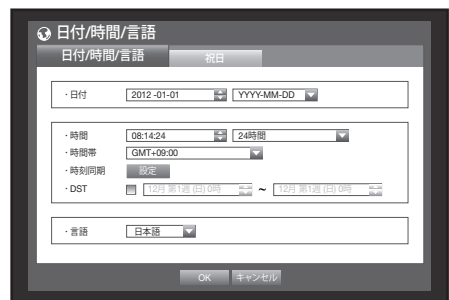 日付/時間/言語
日付/時間/言語 祝日
· 日付 2012 -01-01 YYYY-MM-DD
· 時間 08:14:24 24時間
· 時間帯 GMT+09:00
· 時刻同期 設定
· DST 12月 第1週 (日) 0時 ~ 12月 第1週 (日) 0時
· 言語 日本語
OK キャンセル